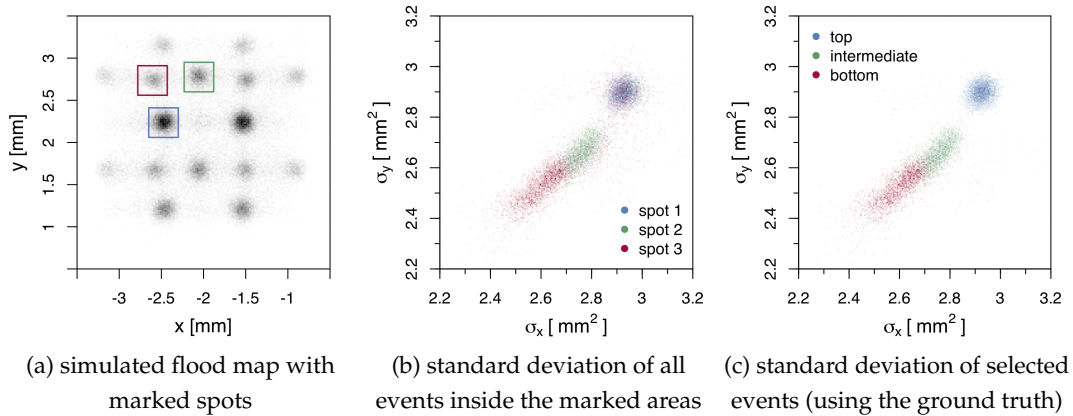 y [mm]
3
2.5
2
1.5
1
-3
-2.5
-2
-1.5
-1
x [mm]
(a) simulated flood map with
marked spots
σy [ mm²]
3.2
3
2.8
2.6
2.4
2.2
spot 1
spot 2
spot 3
2.2
2.4
2.6
2.8
3
3.2
σx [ mm²]
(b) standard deviation of all
events inside the marked areas
σy [ mm²]
3.2
3
2.8
2.6
2.4
2.2
top
intermediate
bottom
2.2
2.4
2.6
2.8
3
3.2
σx [ mm²]
(c) standard deviation of selected
events (using the ground truth)